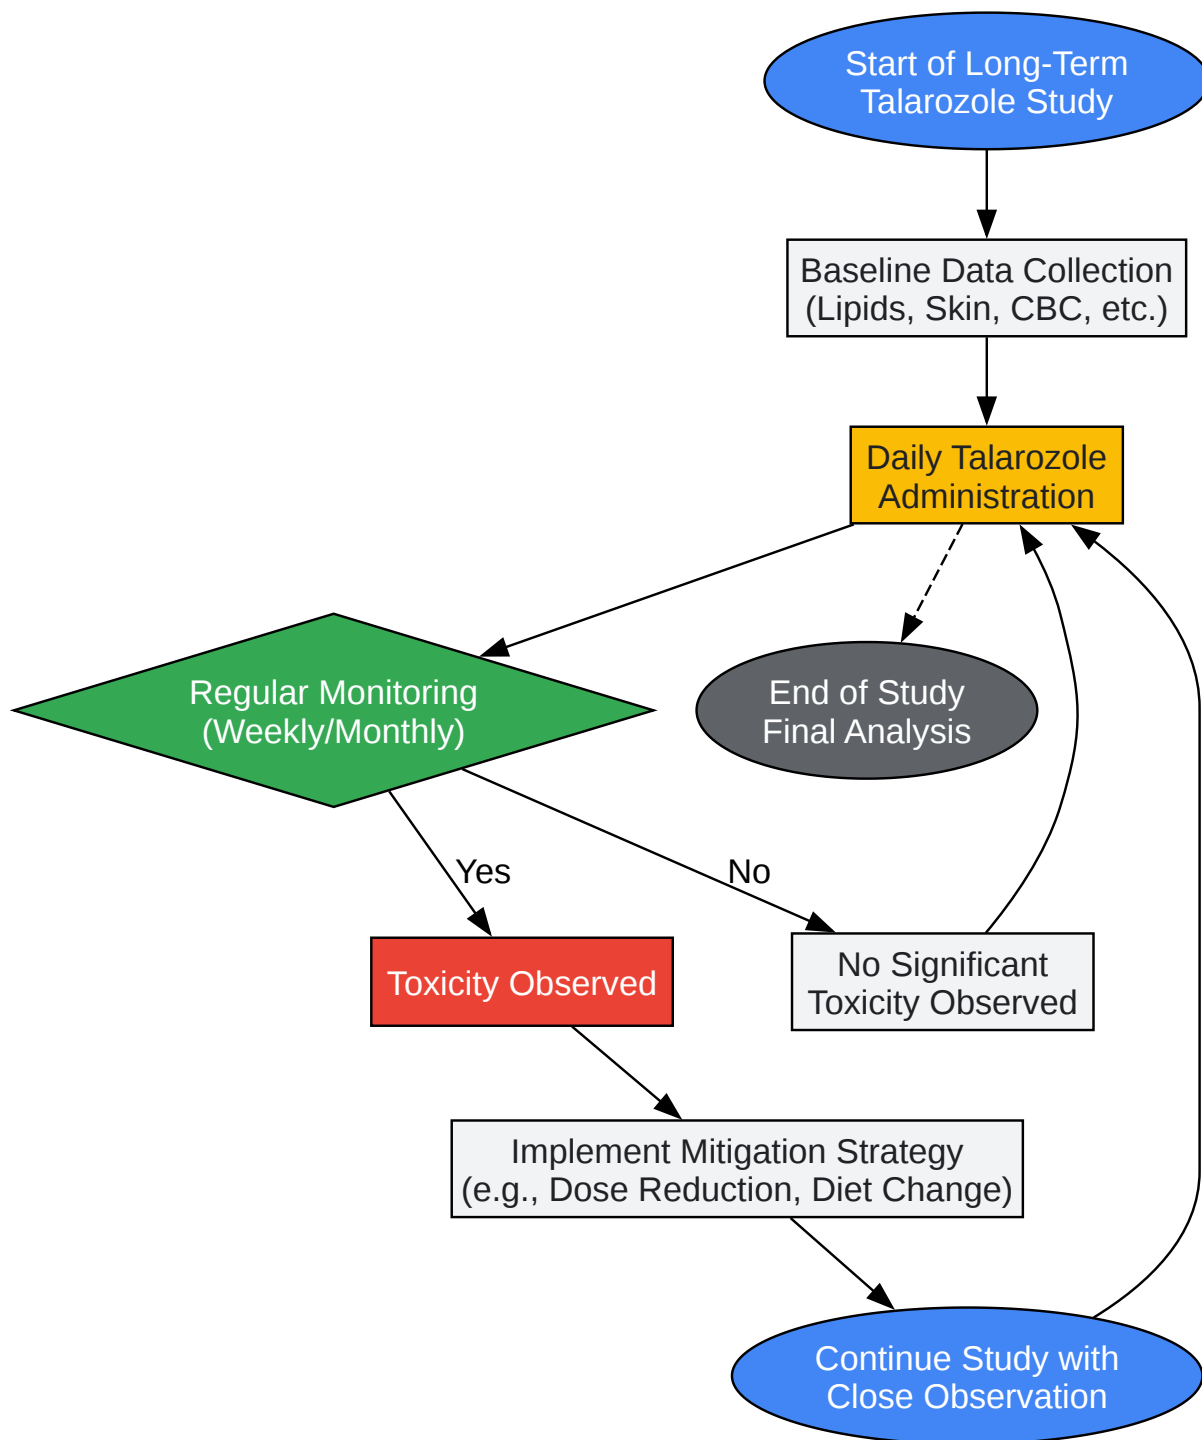 Start of Long-Term
Talarozole Study
Baseline Data Collection
(Lipids, Skin, CBC, etc.)
Daily Talarozole
Administration
Regular Monitoring
(Weekly/Monthly)
End of Study
Final Analysis
Yes
No
Toxicity Observed
No Significant
Toxicity Observed
Implement Mitigation Strategy
(e.g., Dose Reduction, Diet Change)
Continue Study with
Close Observation